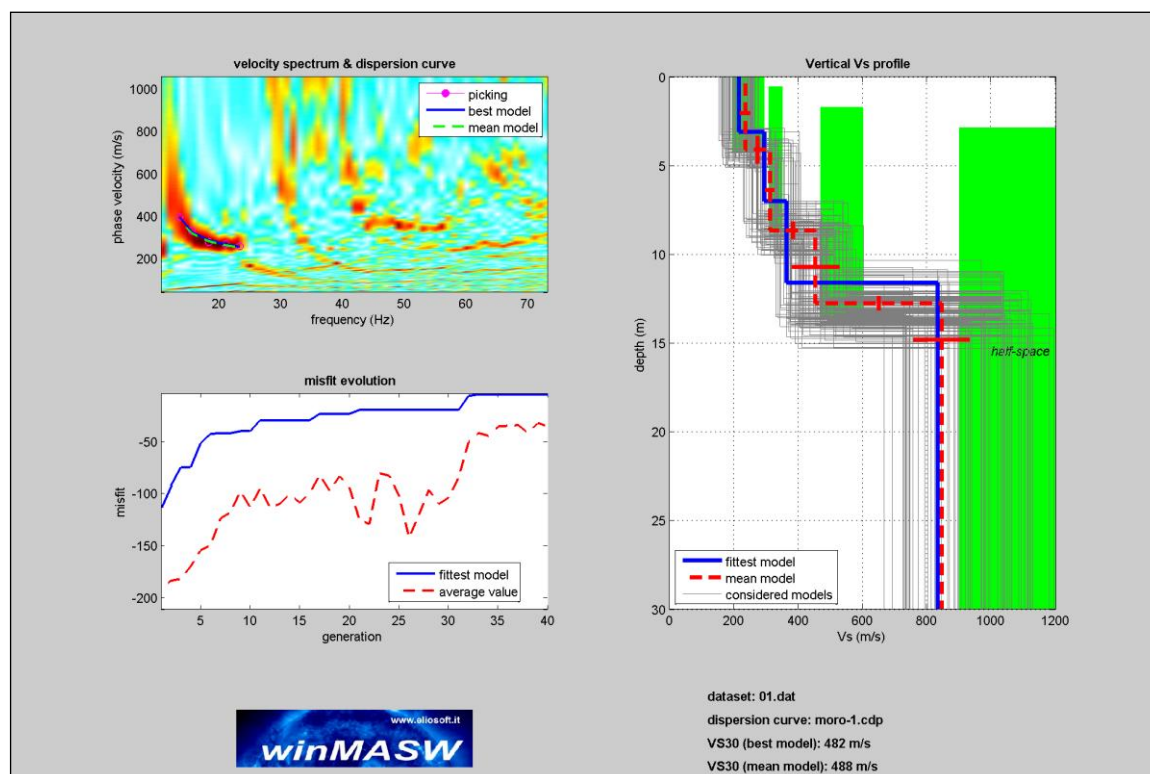 velocity spectrum & dispersion curve
1000
800
600
400
200
phase velocity (m/s)
picking
best model
mean model
20 30 40 50 60 70
frequency (Hz)
misfit evolution
-50
-100
-150
-200
misfit
fittest model
average value
5 10 15 20 25 30 35 40
generation
www.eliosoft.it
winMASW
Vertical Vs profile
0
5
10
15
20
25
30
depth (m)
half-space
fittest model
mean model
considered models
0 200 400 600 800 1000 1200
Vs (m/s)
dataset: 01.dat
dispersion curve: moro-1.cdp
VS30 (best model): 482 m/s
VS30 (mean model): 488 m/s